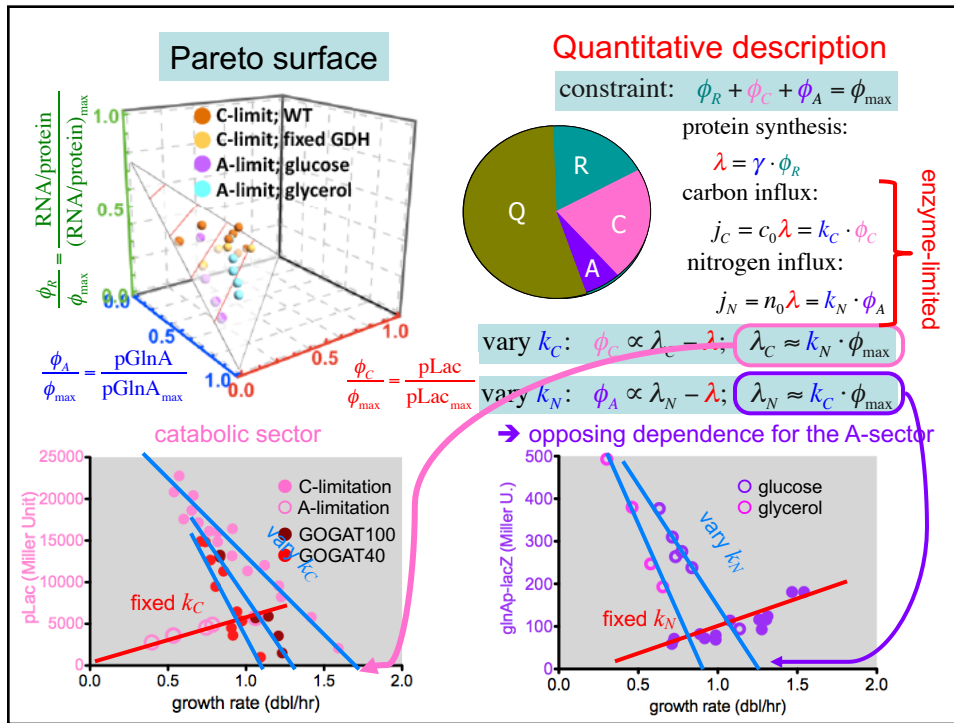 Pareto surface
Quantitative description
constraint: ϕ_R + ϕ_C + ϕ_A = ϕ_max
protein synthesis:
λ = γ · ϕ_R
carbon influx:
j_C = c_0 λ = k_C · ϕ_C
nitrogen influx:
j_N = n_0 λ = k_N · ϕ_A
enzyme-limited
R
C
A
Q
C-limit; WT
C-limit; fixed GDH
A-limit; glucose
A-limit; glycerol
1.0
0.5
0.0
0.0
0.5
1.0
0.0
0.5
1.0
ϕ_R / ϕ_max = RNA/protein / (RNA/protein)_max
ϕ_A / ϕ_max = pGlnA / pGlnA_max
ϕ_C / ϕ_max = pLac / pLac_max
vary k_C: ϕ_C ∝ λ_C − λ; λ_C ≈ k_N · ϕ_max
vary k_N: ϕ_A ∝ λ_N − λ; λ_N ≈ k_C · ϕ_max
catabolic sector
➔ opposing dependence for the A-sector
25000
20000
15000
10000
5000
0
pLac (Miller Unit)
C-limitation
A-limitation
GOGAT100
GOGAT40
vary k_C
fixed k_C
0.0 0.5 1.0 1.5 2.0
growth rate (dbl/hr)
500
400
300
200
100
0
glnAp-lacZ (Miller U.)
glucose
glycerol
vary k_N
fixed k_N
0.0 0.5 1.0 1.5 2.0
growth rate (dbl/hr)